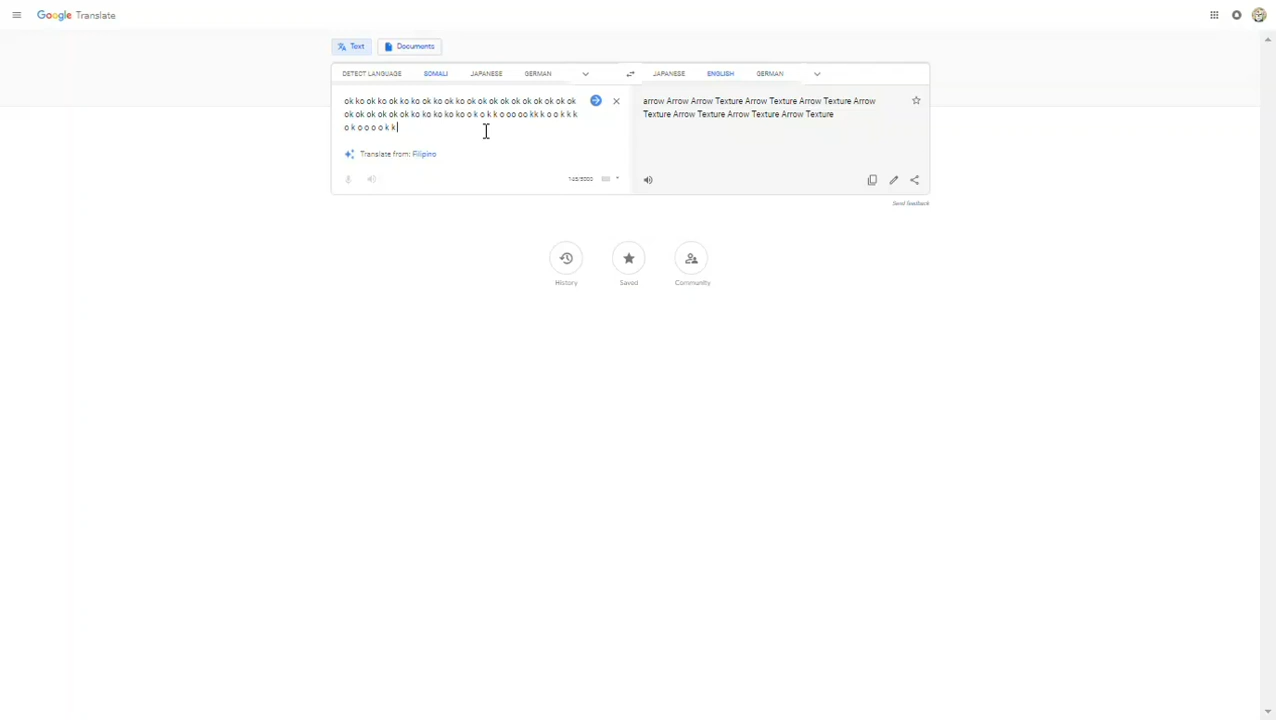 Google Translate
Text
Documents
DETECT LANGUAGE SOMALI JAPANESE GERMAN
JAPANESE ENGLISH GERMAN
ok ko ok ko ok ko ko ok ko ok ko ok ok ok ok ok ok ok ok ok ok
ok ok ok ok ok ok ko ko ko ko ko o k o k k o oo oo kk k o o k k k
o k o o o o k k
Translate from: Filipino
145/5000
arrow Arrow Arrow Texture Arrow Texture Arrow Texture Arrow
Texture Arrow Texture Arrow Texture Arrow Texture
Send feedback
History
Saved
Community